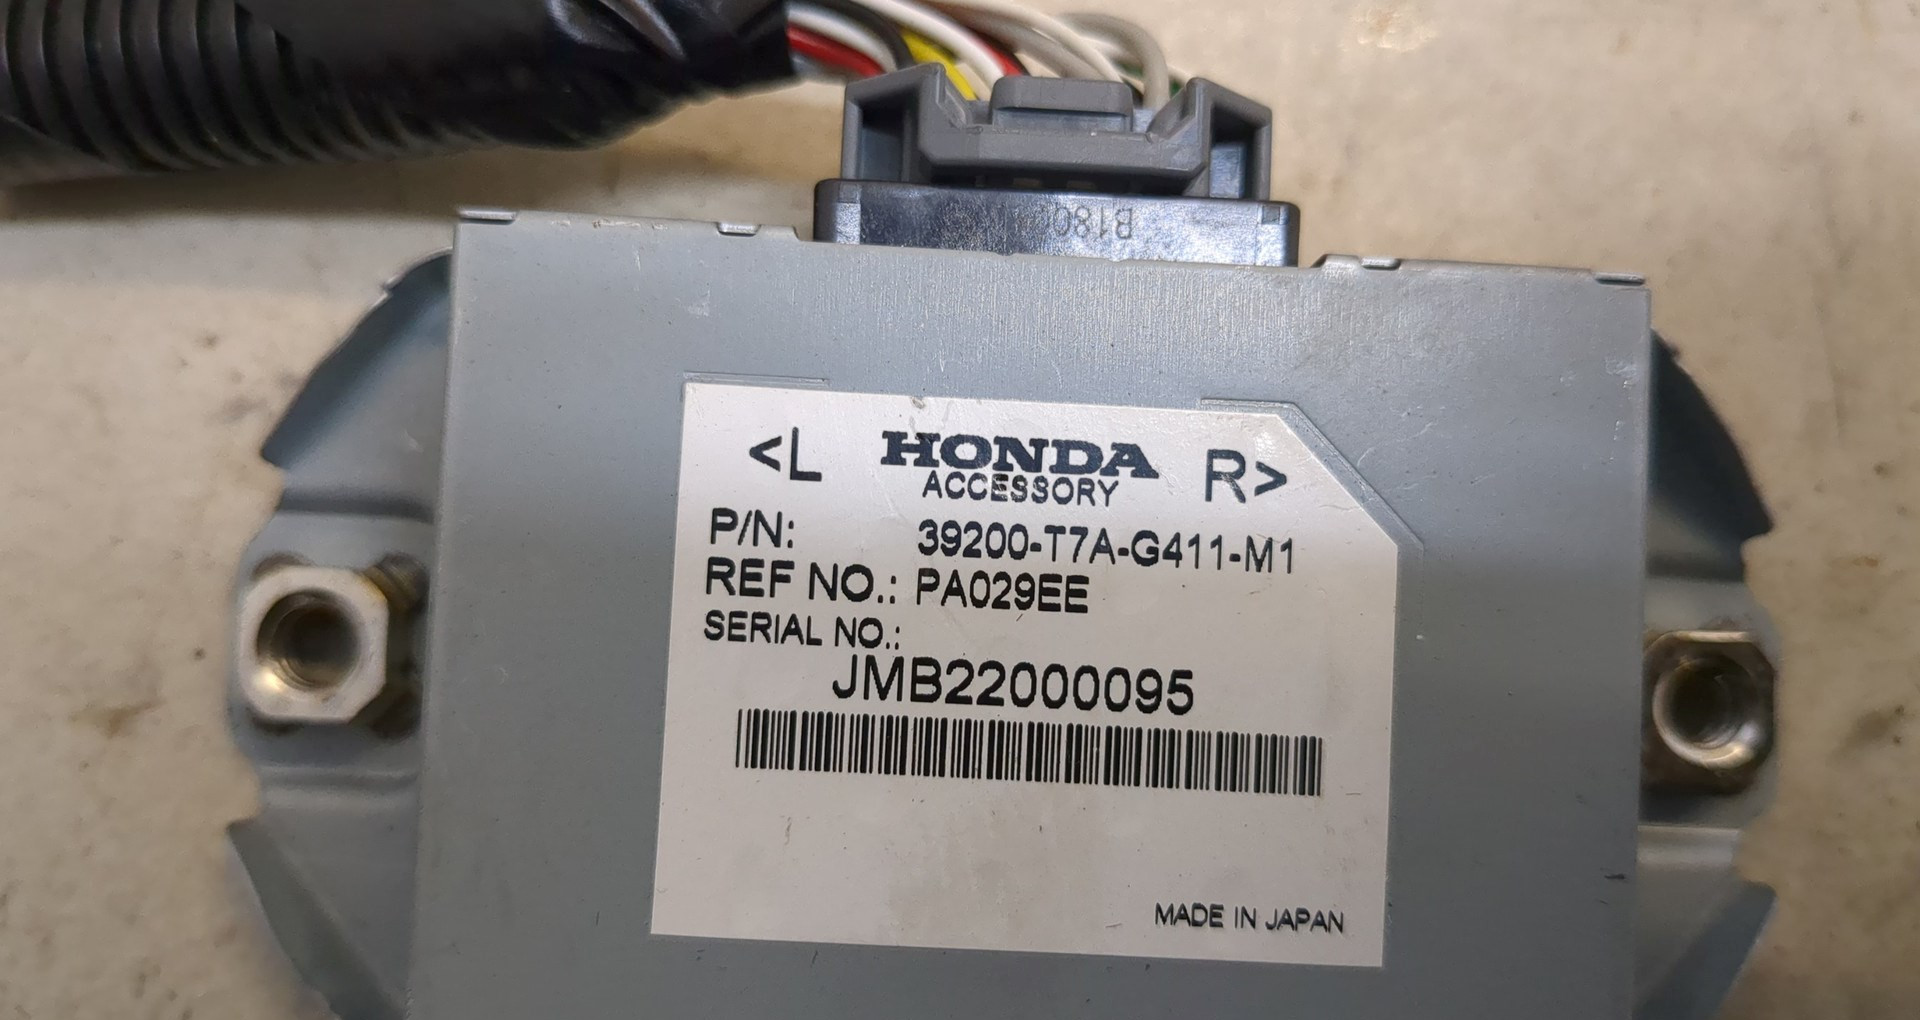 <L HONDA R>
ACCESSORY
P/N: 39200-T7A-G411-M1
REF NO.: PA029EE
SERIAL NO.:
JMB22000095
MADE IN JAPAN